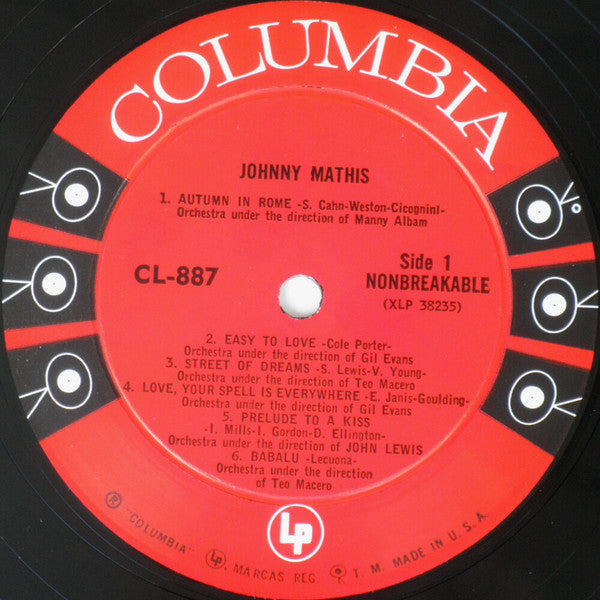 COLUMBIA
JOHNNY MATHIS
1. AUTUMN IN ROME -S. Cahn-Weston-Cicognini-
Orchestra under the direction of Manny Albam
CL-887
Side 1
NONBREAKABLE
(XLP 38235)
2. EASY TO LOVE -Cole Porter-
Orchestra under the direction of Gil Evans
3. STREET OF DREAMS -S. Lewis-V. Young-
Orchestra under the direction of Teo Macero
4. LOVE, YOUR SPELL IS EVERYWHERE -E. Janis-Goulding-
Orchestra under the direction of Gil Evans
5. PRELUDE TO A KISS
-I. Mills-I. Gordon-D. Ellington-
Orchestra under the direction of JOHN LEWIS
6. BABALU -Lecuona-
Orchestra under the direction
of Teo Macero
LP
® "COLUMBIA" LP, MARCAS REG. T. M. MADE IN U. S. A.